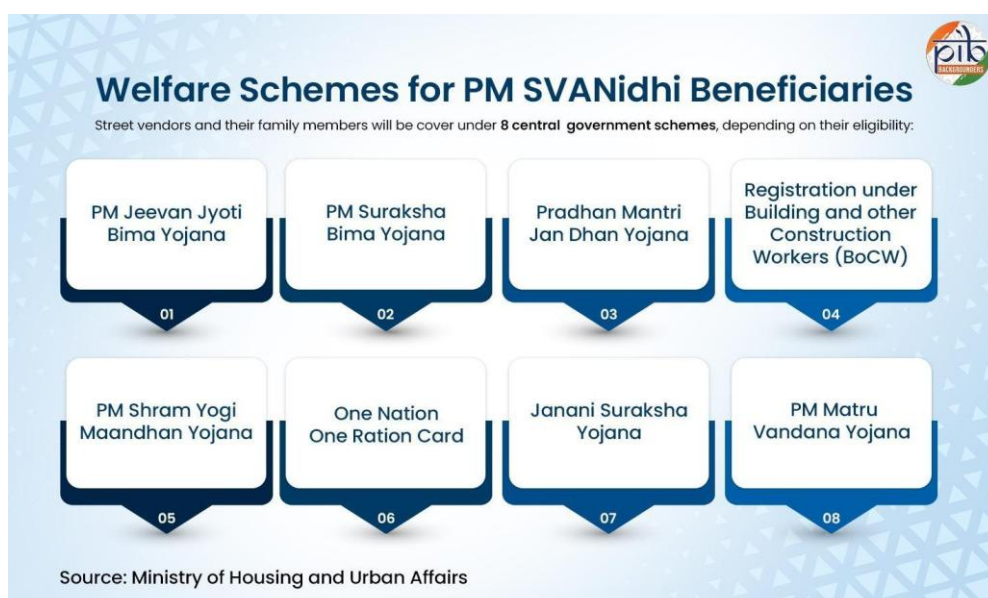 pib
BACKGROUNDERS
Welfare Schemes for PM SVANidhi Beneficiaries
Street vendors and their family members will be cover under 8 central government schemes, depending on their eligibility:
PM Jeevan Jyoti
Bima Yojana
01
PM Suraksha
Bima Yojana
02
Pradhan Mantri
Jan Dhan Yojana
03
Registration under
Building and other
Construction
Workers (BoCW)
04
PM Shram Yogi
Maandhan Yojana
05
One Nation
One Ration Card
06
Janani Suraksha
Yojana
07
PM Matru
Vandana Yojana
08
Source: Ministry of Housing and Urban Affairs